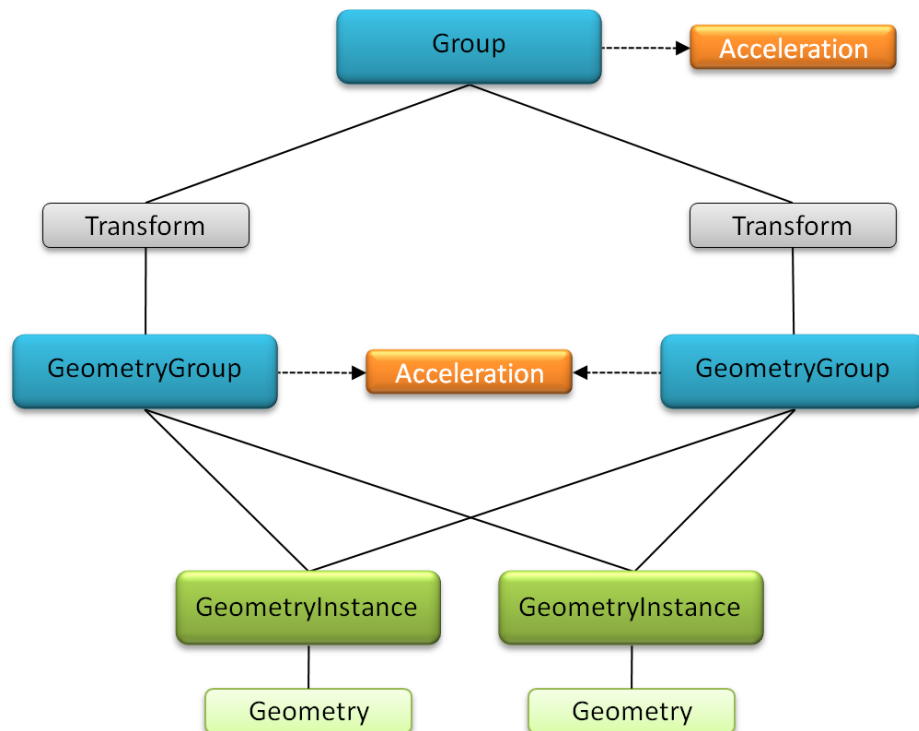 Group
Acceleration
Transform
Transform
GeometryGroup
Acceleration
GeometryGroup
GeometryInstance
GeometryInstance
Geometry
Geometry